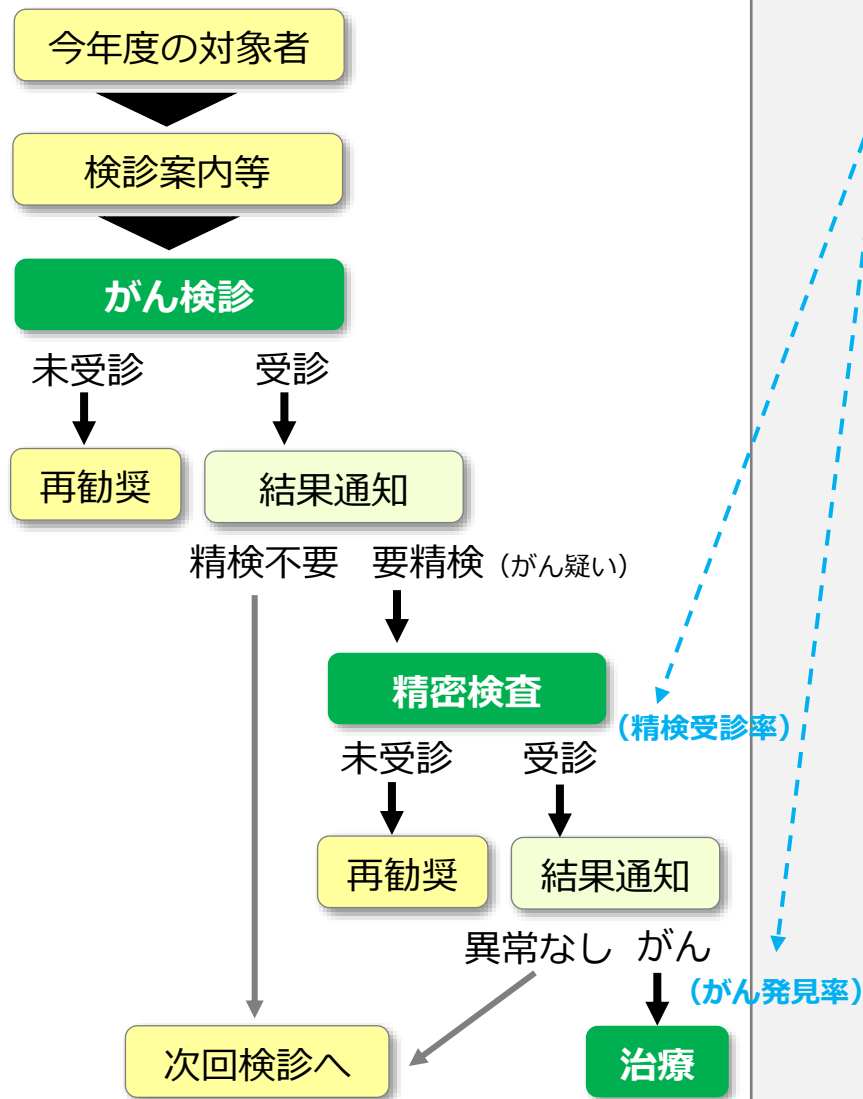 今年度の対象者
検診案内等
がん検診
未受診 受診
再勧奨 結果通知
精検不要 要精検（がん疑い）
精密検査
（精検受診率）
未受診 受診
再勧奨 結果通知
異常なし がん
（がん発見率）
次回検診へ 治療